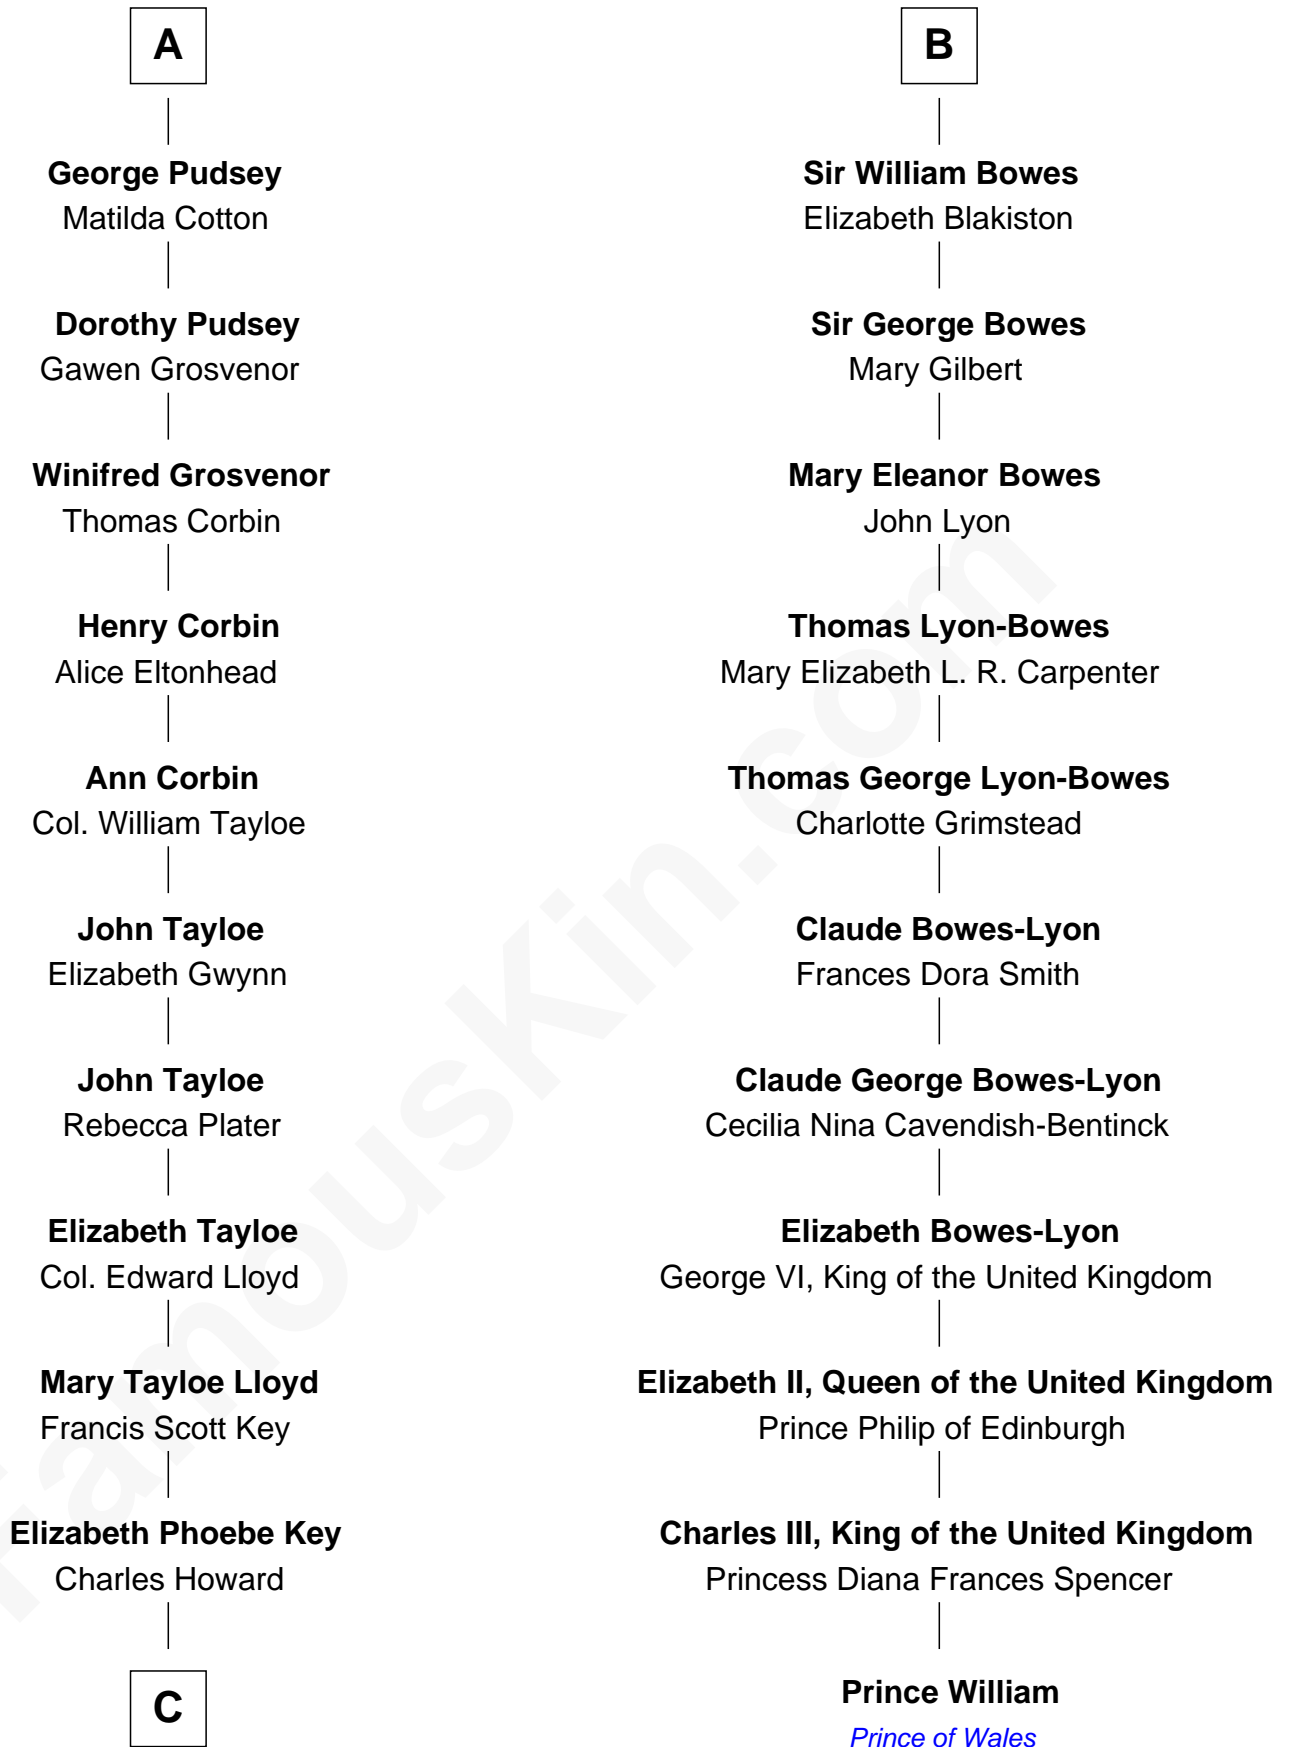 A
George Pudsey
Matilda Cotton
Dorothy Pudsey
Gawen Grosvenor
Winifred Grosvenor
Thomas Corbin
Henry Corbin
Alice Eltonhead
Ann Corbin
Col. William Tayloe
John Tayloe
Elizabeth Gwynn
John Tayloe
Rebecca Plater
Elizabeth Tayloe
Col. Edward Lloyd
Mary Tayloe Lloyd
Francis Scott Key
Elizabeth Phoebe Key
Charles Howard
C
B
Sir William Bowes
Elizabeth Blakiston
Sir George Bowes
Mary Gilbert
Mary Eleanor Bowes
John Lyon
Thomas Lyon-Bowes
Mary Elizabeth L. R. Carpenter
Thomas George Lyon-Bowes
Charlotte Grimstead
Claude Bowes-Lyon
Frances Dora Smith
Claude George Bowes-Lyon
Cecilia Nina Cavendish-Bentinck
Elizabeth Bowes-Lyon
George VI, King of the United Kingdom
Elizabeth II, Queen of the United Kingdom
Prince Philip of Edinburgh
Charles III, King of the United Kingdom
Princess Diana Frances Spencer
Prince William
Prince of Wales
FamousKin.com